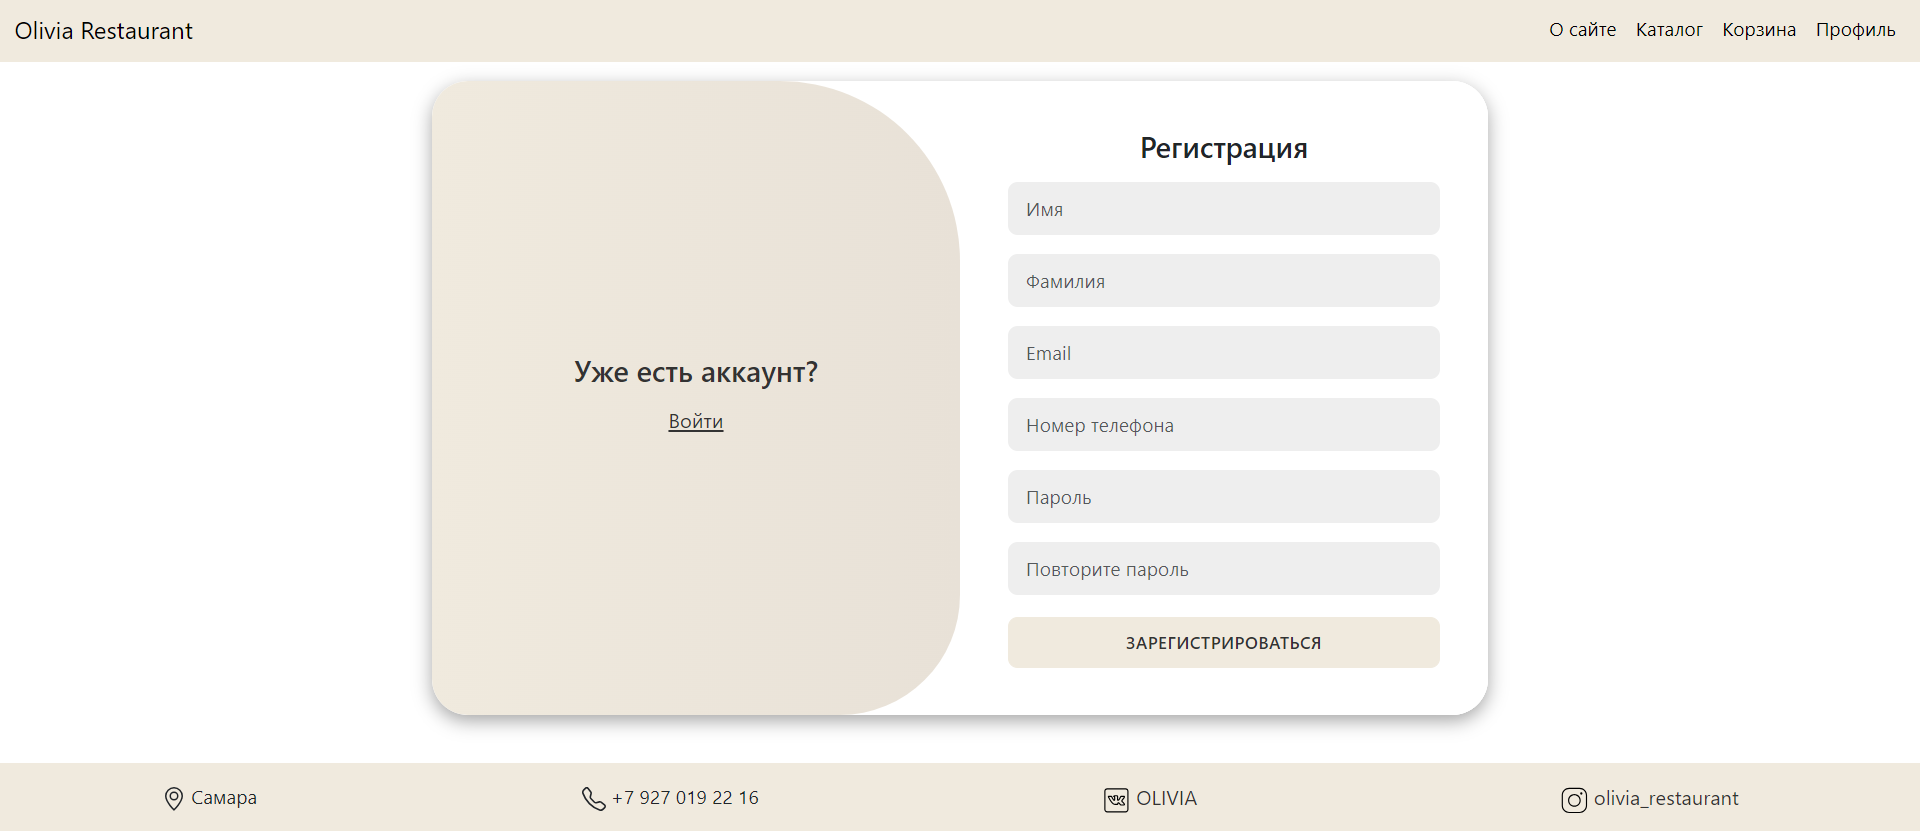 Olivia Restaurant
О сайте Каталог Корзина Профиль
Уже есть аккаунт?
Войти
Регистрация
Имя
Фамилия
Email
Номер телефона
Пароль
Повторите пароль
ЗАРЕГИСТРИРОВАТЬСЯ
Самара
+7 927 019 22 16
OLIVIA
olivia_restaurant